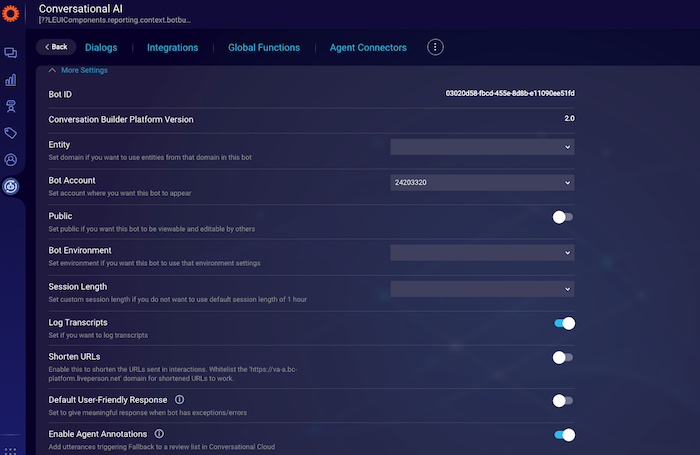 Conversational AI
[??LEUIComponents.reporting.context.botbu...
Back
Dialogs
Integrations
Global Functions
Agent Connectors
More Settings
Bot ID
03020d58-fbcd-455e-8d8b-e11090ee51fd
Conversation Builder Platform Version
2.0
Entity
Set domain if you want to use entities from that domain in this bot
Bot Account
24203320
Set account where you want this bot to appear
Public
Set public if you want this bot to be viewable and editable by others
Bot Environment
Set environment if you want this bot to use that environment settings
Session Length
Set custom session length if you do not want to use default session length of 1 hour
Log Transcripts
Set if you want to log transcripts
Shorten URLs
Enable this to shorten the URLs sent in interactions. Whitelist the 'https://va-a.bc-
platform.liveperson.net' domain for shortened URLs to work.
Default User-Friendly Response
Set to give meaningful response when bot has exceptions/errors
Enable Agent Annotations
Add utterances triggering Fallback to a review list in Conversational Cloud